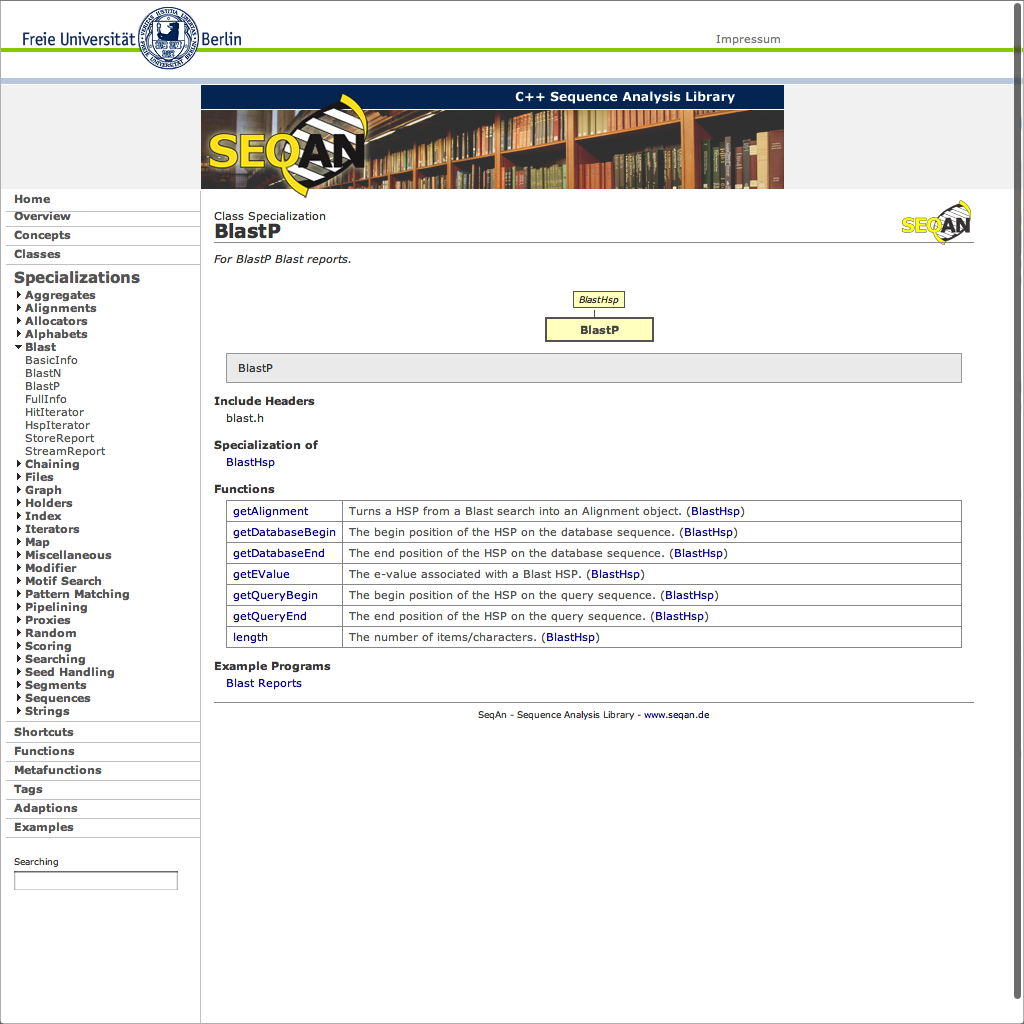 Freie Universität Berlin
Impressum
C++ Sequence Analysis Library
SEQAN
Home
Overview
Concepts
Classes
Specializations
Aggregates
Alignments
Allocators
Alphabets
Blast
BasicInfo
BlastN
BlastP
FullInfo
HitIterator
HspIterator
StoreReport
StreamReport
Chaining
Files
Graph
Holders
Index
Iterators
Map
Miscellaneous
Modifier
Motif Search
Pattern Matching
Pipelining
Proxies
Random
Scoring
Searching
Seed Handling
Segments
Sequences
Strings
Shortcuts
Functions
Metafunctions
Tags
Adaptions
Examples
Searching
Class Specialization
BlastP
SEQAN
For BlastP Blast reports.
BlastHsp
BlastP
BlastP
Include Headers
blast.h
Specialization of
BlastHsp
Functions
getAlignment Turns a HSP from a Blast search into an Alignment object. (BlastHsp)
getDatabaseBegin The begin position of the HSP on the database sequence. (BlastHsp)
getDatabaseEnd The end position of the HSP on the database sequence. (BlastHsp)
getEValue The e-value associated with a Blast HSP. (BlastHsp)
getQueryBegin The begin position of the HSP on the query sequence. (BlastHsp)
getQueryEnd The end position of the HSP on the query sequence. (BlastHsp)
length The number of items/characters. (BlastHsp)
Example Programs
Blast Reports
SeqAn - Sequence Analysis Library - www.seqan.de